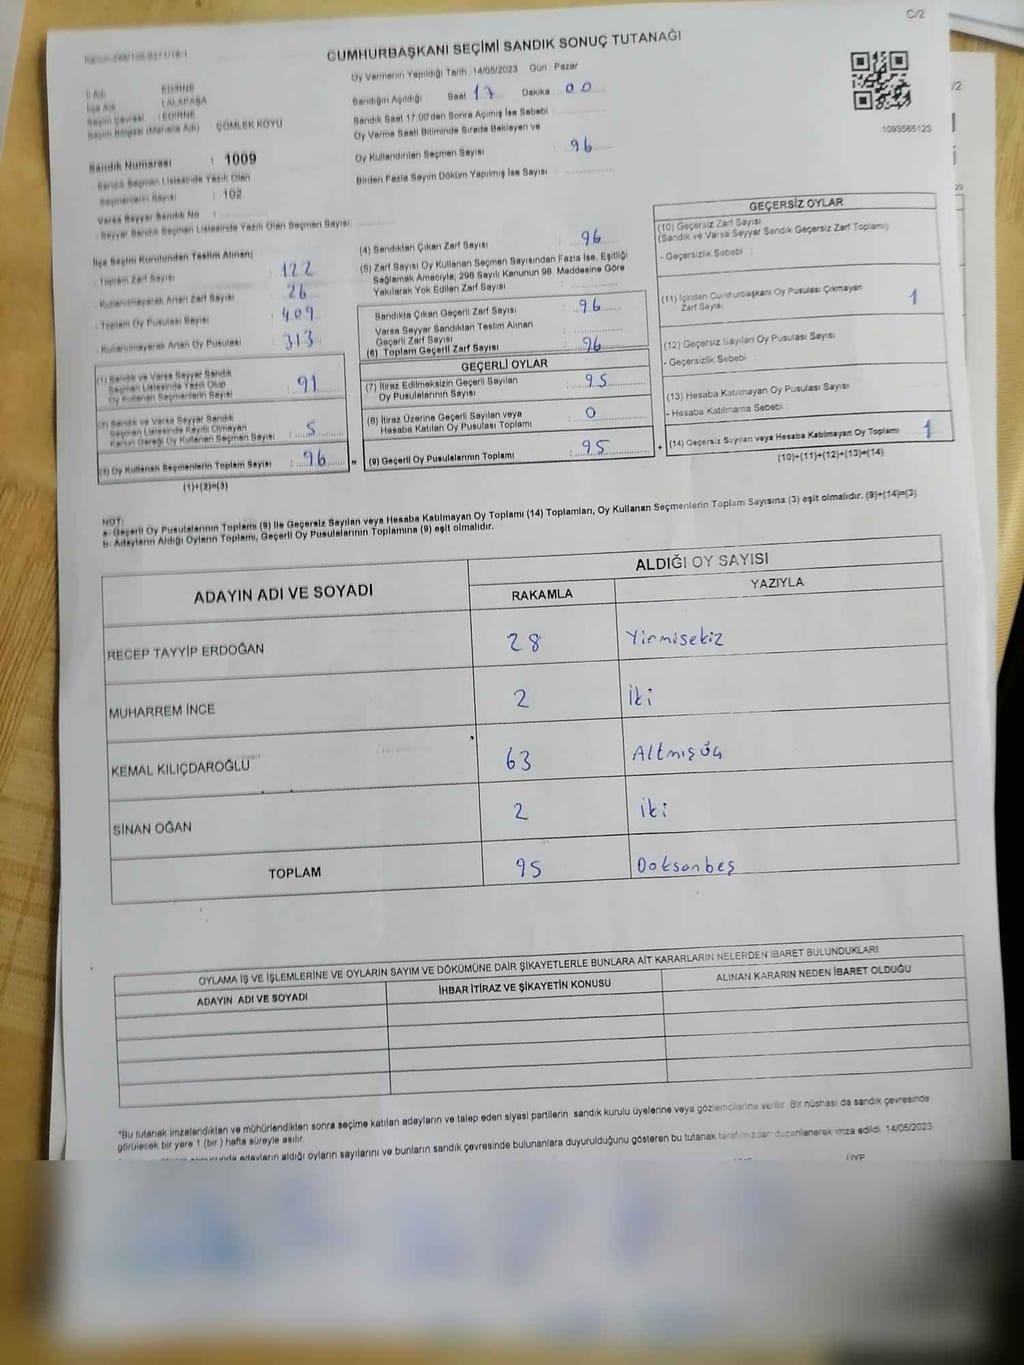 C/2
CUMHURBAŞKANI SEÇİMİ SANDIK SONUÇ TUTANAĞI
Oy Vermenin Yapıldığı Tarih 14/05/2023 Gün Pazar
İl Adı : EDİRNE
İlçe Adı : LALAPAŞA
Seçim Çevresi : EDİRNE
Seçim Bölgesi (Mahalle Adı) : ÇÖMLEK KÖYÜ
Sandık Numarası : 1009
- Sandık Seçmen Listesinde Yazılı Olan
Seçmenlerin Sayısı : 102
Varsa Seyyar Sandık No :
- Seyyar Sandık Seçmen Listesinde Yazılı Olan Seçmen Sayısı:
Sandığın Açıldığı Saat 17 Dakika 00
Sandık Saat 17:00'dan Sonra Açılmış İse Sebebi
Oy Verme Saati Bitiminde Sırada Bekleyen ve
Oy Kullandırılan Seçmen Sayısı : 96
Birden Fazla Sayım Döküm Yapılmış İse Sayısı
1093565123
İlçe Seçim Kurulundan Teslim Alınan;
- Toplam Zarf Sayısı : 122
- Kullanılmayarak Artan Zarf Sayısı : 26
- Toplam Oy Pusulası Sayısı : 409
- Kullanılmayarak Artan Oy Pusulası : 313
(1) Sandık ve Varsa Seyyar Sandık
Seçmen Listesinde Yazılı Olup
Oy Kullanan Seçmenlerin Sayısı : 91
(2) Sandık ve Varsa Seyyar Sandık
Seçmen Listesinde Kayıtlı Olmayan
Kanun Gereği Oy Kullanan Seçmen Sayısı : 5
(3) Oy Kullanan Seçmenlerin Toplam Sayısı : 96 =
(1)+(2)=(3)
(4) Sandıktan Çıkan Zarf Sayısı : 96
(5) Zarf Sayısı Oy Kullanan Seçmen Sayısından Fazla İse, Eşitliği
Sağlamak Amacıyla; 298 Sayılı Kanunun 98. Maddesine Göre
Yakılarak Yok Edilen Zarf Sayısı :
Sandıkta Çıkan Geçerli Zarf Sayısı : 96
Varsa Seyyar Sandıktan Teslim Alınan
Geçerli Zarf Sayısı :
(6) Toplam Geçerli Zarf Sayısı : 96
GEÇERLİ OYLAR
(7) İtiraz Edilmeksizin Geçerli Sayılan
Oy Pusulalarının Sayısı : 95
(8) İtiraz Üzerine Geçerli Sayılan veya
Hesaba Katılan Oy Pusulası Toplamı : 0
(9) Geçerli Oy Pusulalarının Toplamı : 95 +
GEÇERSİZ OYLAR
(10) Geçersiz Zarf Sayısı
(Sandık ve Varsa Seyyar Sandık Geçersiz Zarf Toplamı)
- Geçersizlik Sebebi :
(11) İçinden Cumhurbaşkanı Oy Pusulası Çıkmayan
Zarf Sayısı 1
(12) Geçersiz Sayılan Oy Pusulası Sayısı
- Geçersizlik Sebebi :
(13) Hesaba Katılmayan Oy Pusulası Sayısı
- Hesaba Katılmama Sebebi :
(14) Geçersiz Sayılan veya Hesaba Katılmayan Oy Toplamı 1
(10)+(11)+(12)+(13)=(14)
NOT:
a- Geçerli Oy Pusulalarının Toplamı (9) ile Geçersiz Sayılan veya Hesaba Katılmayan Oy Toplamı (14) Toplamları, Oy Kullanan Seçmenlerin Toplam Sayısına (3) eşit olmalıdır. (9)+(14)=(3)
b- Adayların Aldığı Oyların Toplamı, Geçerli Oy Pusulalarının Toplamına (9) eşit olmalıdır.
ADAYIN ADI VE SOYADI
ALDIĞI OY SAYISI
RAKAMLA YAZIYLA
RECEP TAYYİP ERDOĞAN 28 Yirmisekiz
MUHARREM İNCE 2 İki
KEMAL KILIÇDAROĞLU 63 Altmışüç
SİNAN OĞAN 2 İki
TOPLAM 95 Doksanbeş
OYLAMA İŞ VE İŞLEMLERİNE VE OYLARIN SAYIM VE DÖKÜMÜNE DAİR ŞİKAYETLERLE BUNLARA AİT KARARLARIN NELERDEN İBARET BULUNDUKLARI
ADAYIN ADI VE SOYADI İHBAR İTİRAZ VE ŞİKAYETİN KONUSU ALINAN KARARIN NEDEN İBARET OLDUĞU
*Bu tutanak imzalandıktan ve mühürlendikten sonra seçime katılan adayların ve talep eden siyasi partilerin sandık kurulu üyelerine veya gözlemcilerine verilir. Bir nüshası da sandık çevresinde
görülecek bir yere 1 (bir) hafta süreyle asılır.
adayların aldığı oyların sayılarını ve bunların sandık çevresinde bulunanlara duyurulduğunu gösteren bu tutanak tarafımızdan düzenlenerek imza edildi. 14/05/2023